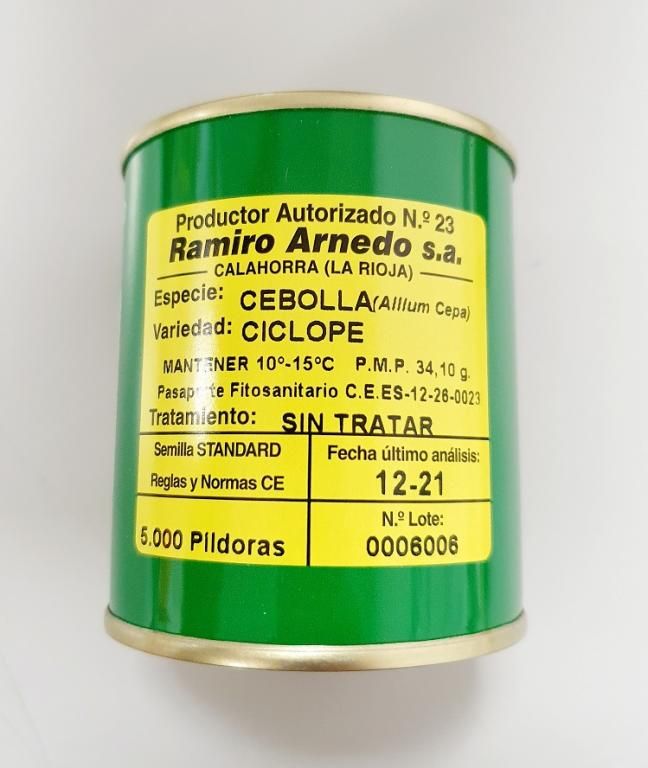 Productor Autorizado N.º 23
Ramiro Arnedo s.a.
CALAHORRA (LA RIOJA)
Especie: CEBOLLA (Allium Cepa)
Variedad: CICLOPE
MANTENER 10º-15ºC P.M.P. 34,10 g.
Pasaporte Fitosanitario C.E.ES-12-26-0023
Tratamiento: SIN TRATAR
Semilla STANDARD
Reglas y Normas CE
Fecha último análisis:
12-21
5.000 Píldoras
N.º Lote:
0006006